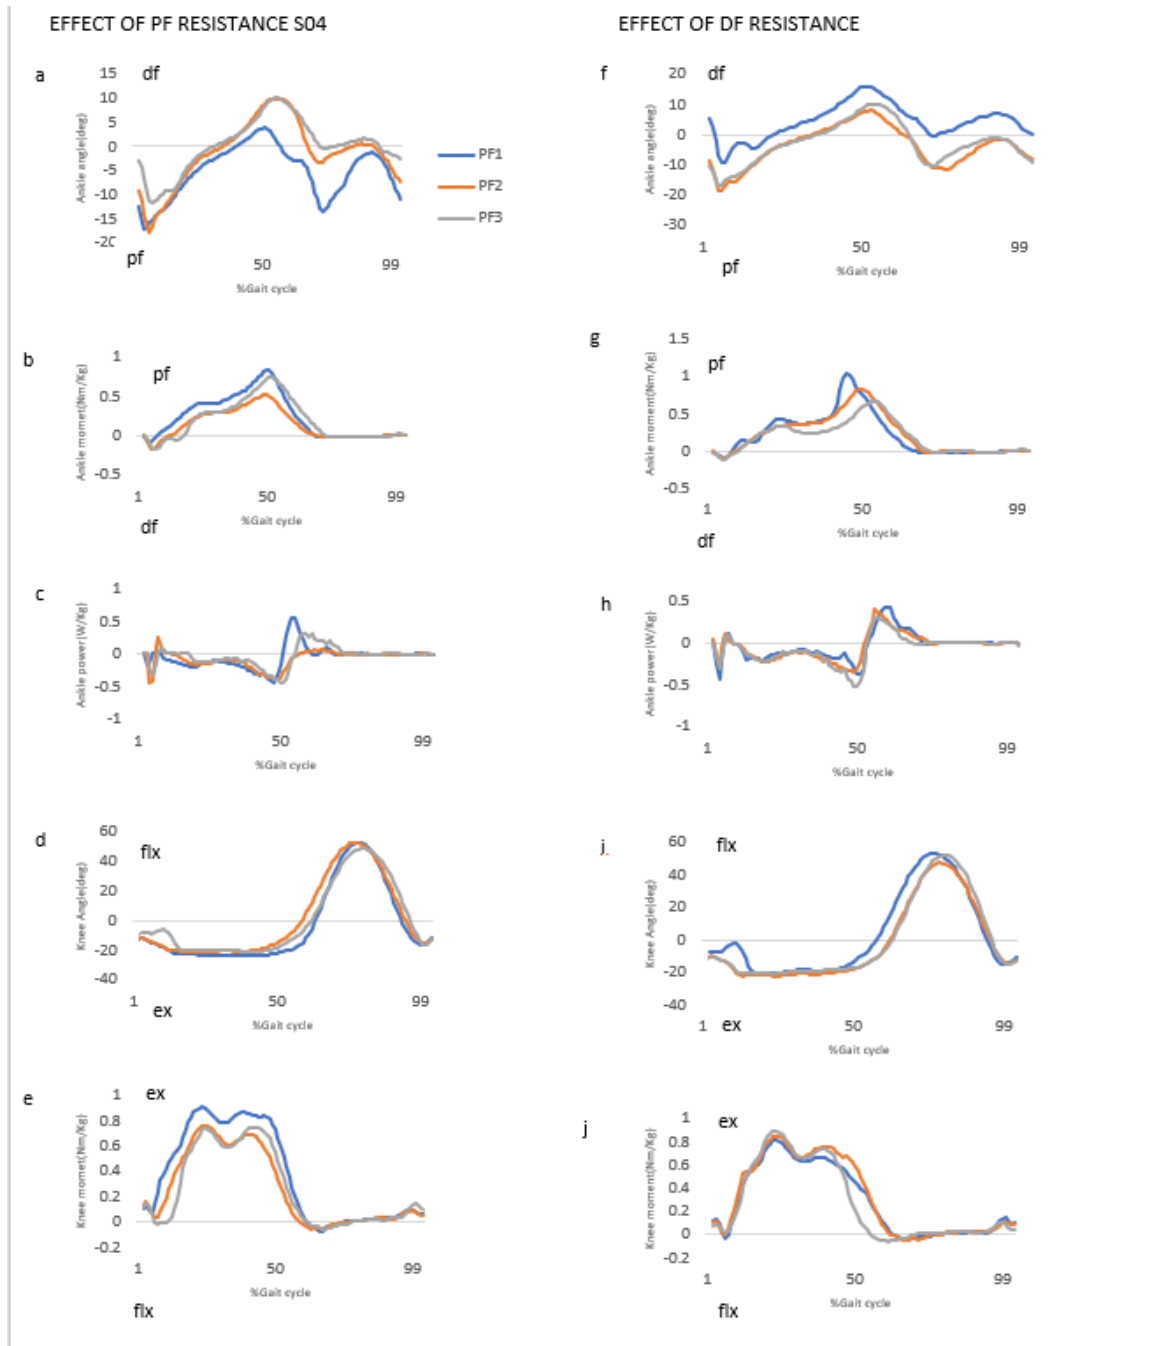 EFFECT OF PF RESISTANCE S04
EFFECT OF DF RESISTANCE
a
df
15
10
5
0
-5
-10
-15
-20
Ankle angle(deg)
pf
50
99
%Gait cycle
PF1
PF2
PF3
f
df
20
10
0
-10
-20
-30
Ankle angle(deg)
1
50
99
pf
%Gait cycle
b
pf
1
0.5
0
-0.5
Ankle momet(Nm/Kg)
1
50
99
df
%Gait cycle
g
pf
1.5
1
0.5
0
-0.5
Ankle moment(Nm/Kg)
1
50
99
df
%Gait cycle
c
1
0.5
0
-0.5
-1
Ankle power(W/Kg)
1
50
99
%Gait cycle
h
0.5
0
-0.5
-1
Ankle power(W/Kg)
1
50
99
%Gait cycle
d
flx
60
40
20
0
-20
-40
Knee Angle(deg)
1
50
99
ex
%Gait cycle
j
flx
60
40
20
0
-20
-40
Knee Angle(deg)
1
50
99
ex
%Gait cycle
e
ex
1
0.8
0.6
0.4
0.2
0
-0.2
Knee momet(Nm/Kg)
1
50
99
%Gait cycle
flx
j
ex
1
0.8
0.6
0.4
0.2
0
-0.2
Knee moment(Nm/Kg)
1
50
99
%Gait cycle
flx